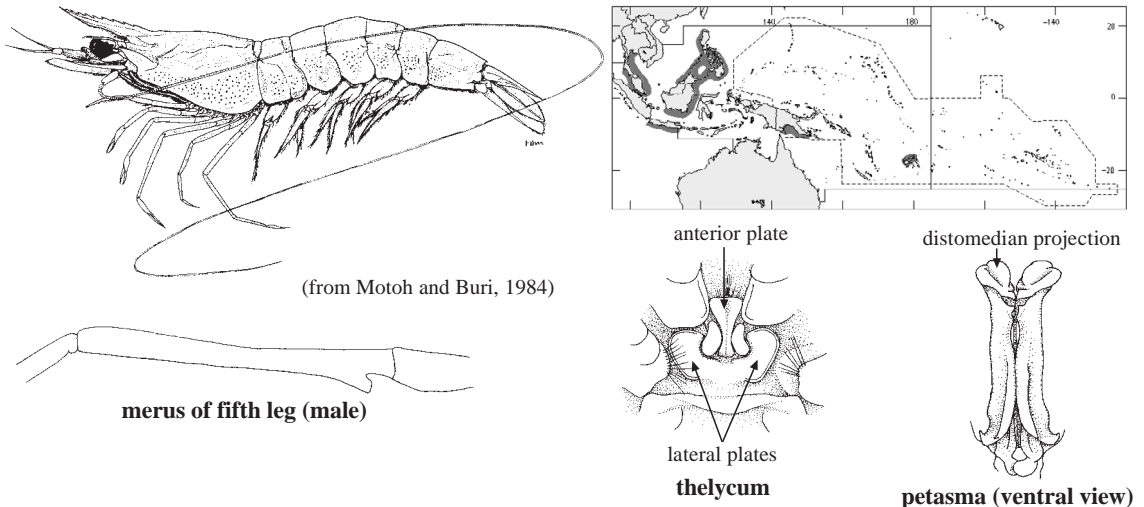 140
180
-140
20
0
-20
(from Motoh and Buri, 1984)
anterior plate
distomedian projection
merus of fifth leg (male)
lateral plates
thelycum
petasma (ventral view)